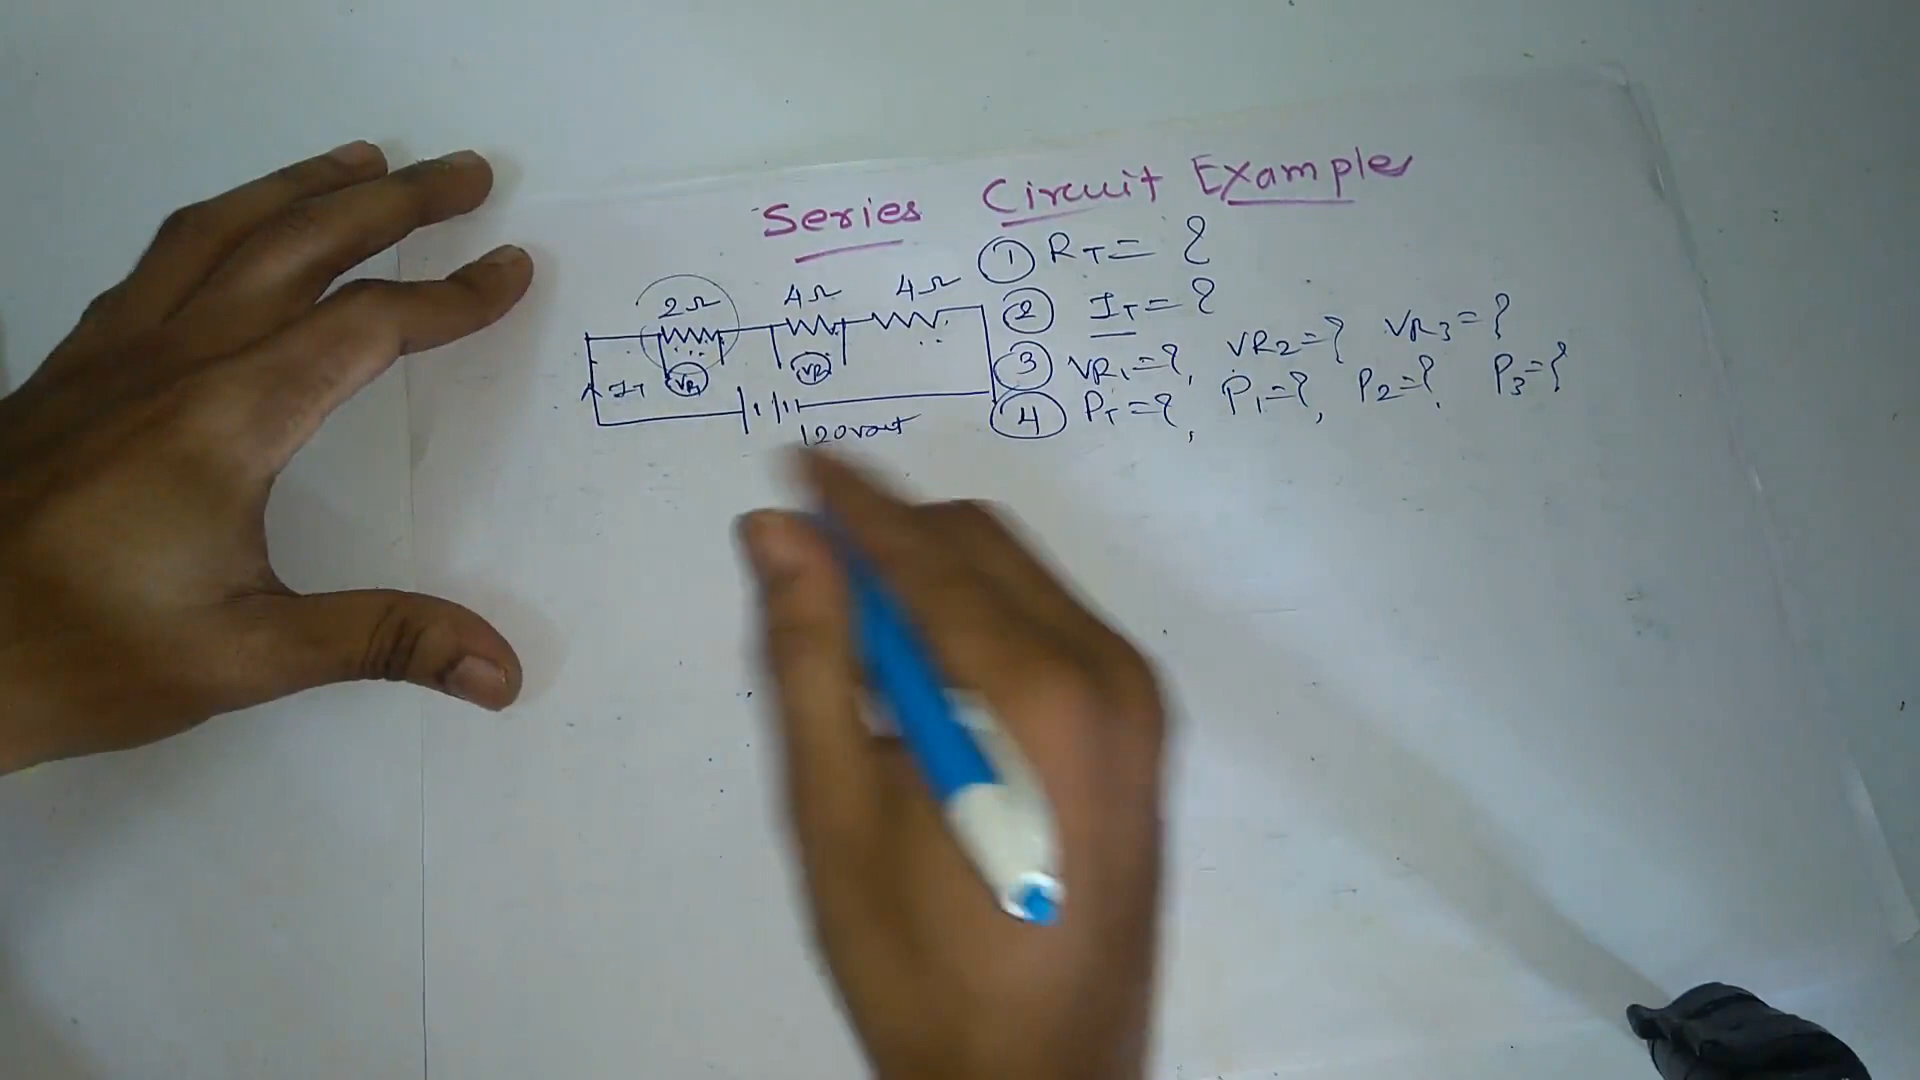 Series Circuit Example
① RT = ?
② IT = ?
③ VR1 = ?, VR2 = ? VR3 = ?
④ PT = ?, P1 = ?, P2 = ?, P3 = ?
2Ω 4Ω 4Ω
IT VR1 VR2
120 volt